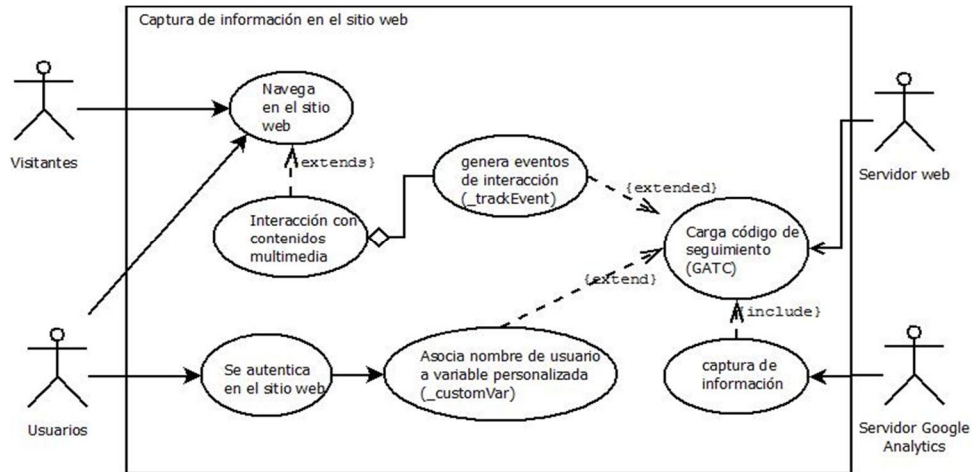 Captura de información en el sitio web
Visitantes
Navega
en el sitio
web
extends}
Interacción con
contenidos
multimedia
genera eventos
de interacción
(_trackEvent)
{extended}
Servidor web
Carga código de
seguimiento
(GATC)
{extend}
{include}
Usuarios
Se autentica
en el sitio web
Asocia nombre de usuario
a variable personalizada
(_customVar)
captura de
información
Servidor Google
Analytics